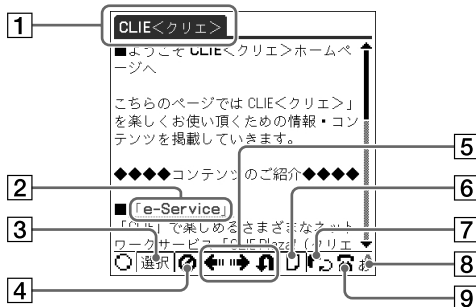 1
CLIE<クリエ>
■ようこそ CLIE<クリエ>ホームペ
ージへ
こちらのページでは CLIE<クリエ>」
を楽しくお使い頂くための情報・コン
テンツを掲載していきます。
5
◆◆◆◆コンテンツのご紹介◆◆◆◆
2
6
■「e-Service」
3
7
「CLIE」で楽しめるさまざまなネット
ワークサービス「CLIE Plaza」(クリエ
選択
8
4
9